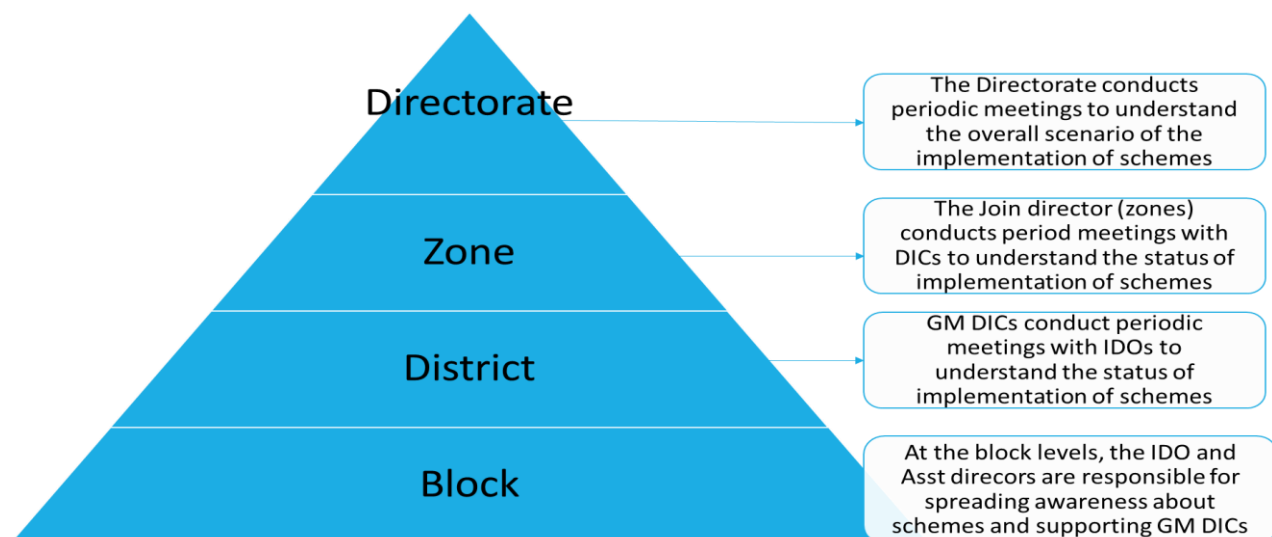 Directorate
The Directorate conducts
periodic meetings to understand
the overall scenario of the
implementation of schemes
Zone
The Join director (zones)
conducts period meetings with
DICs to understand the status of
implementation of schemes
District
GM DICs conduct periodic
meetings with IDOs to
understand the status of
implementation of schemes
Block
At the block levels, the IDO and
Asst direcors are responsible for
spreading awareness about
schemes and supporting GM DICs